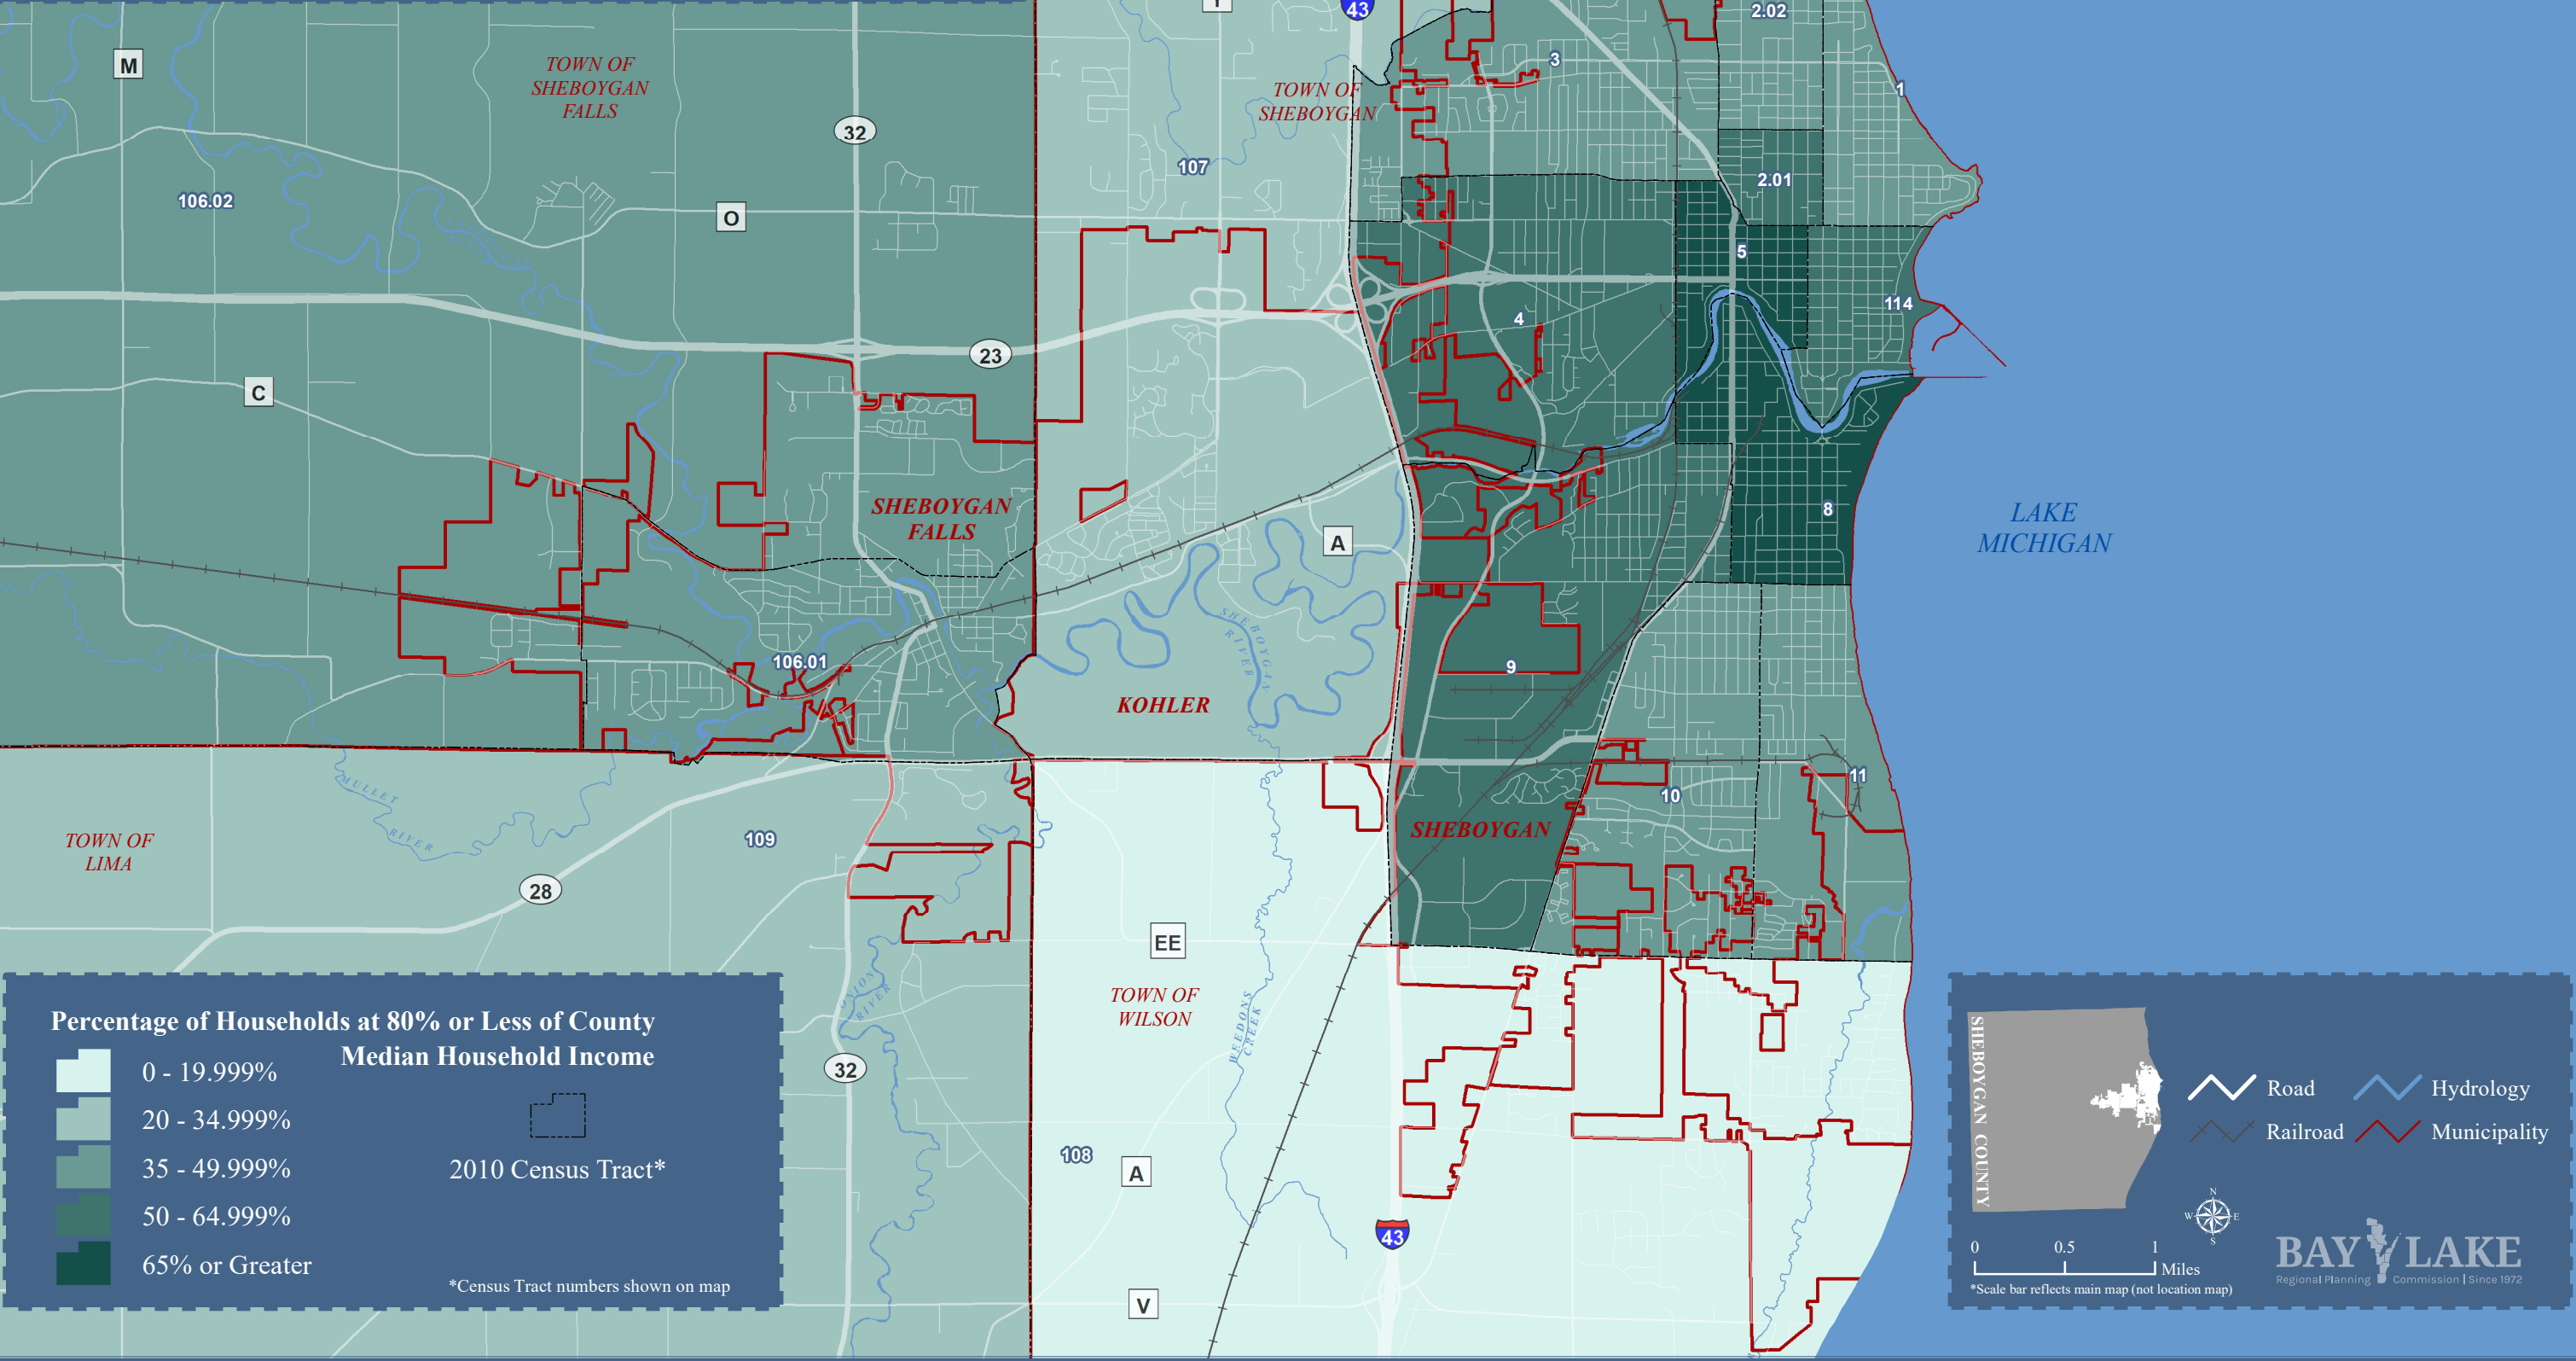 T
43
2.02
M
TOWN OF
SHEBOYGAN
FALLS
3
TOWN OF
SHEBOYGAN
1
32
107
2.01
106.02
O
5
114
4
23
C
SHEBOYGAN
FALLS
8
LAKE
MICHIGAN
A
SHEBOYGAN
RIVER
106.01
9
KOHLER
11
10
MULLET
RIVER
SHEBOYGAN
TOWN OF
LIMA
109
28
EE
ONION
RIVER
TOWN OF
WILSON
WEEDONS
CREEK
32
108
A
43
V
Percentage of Households at 80% or Less of County
Median Household Income
0 - 19.999%
20 - 34.999%
35 - 49.999%
50 - 64.999%
65% or Greater
2010 Census Tract*
*Census Tract numbers shown on map
SHEBOYGAN COUNTY
Road
Hydrology
Railroad
Municipality
N
W
E
S
0 0.5 1
Miles
*Scale bar reflects main map (not location map)
BAY LAKE
Regional Planning Commission | Since 1972